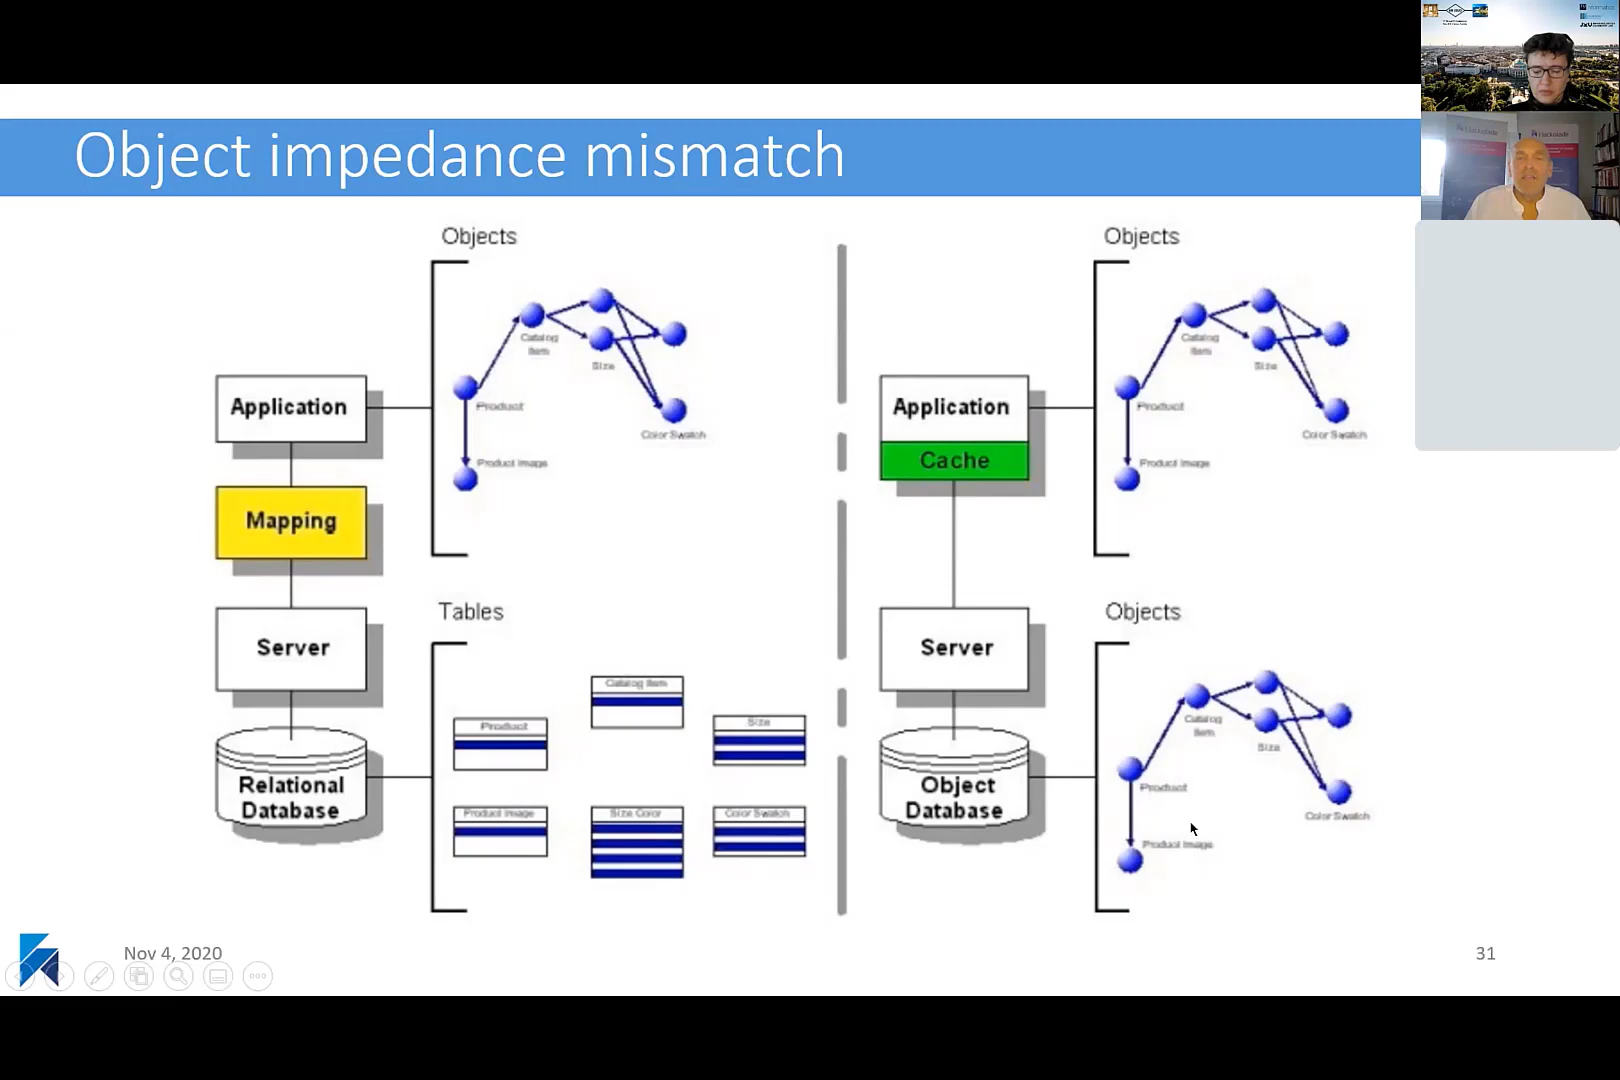 Object impedance mismatch
Objects
Catalog
Item
Size
Product
Color Swatch
Product Image
Application
Mapping
Server
Relational
Database
Tables
Catalog Item
Product
Size
Product Image
Size Color
Color Swatch
Objects
Catalog
Item
Size
Product
Color Swatch
Product Image
Application
Cache
Server
Object
Database
Objects
Catalog
Item
Size
Product
Color Swatch
Product Image
Nov 4, 2020
31
Hackolade
Hackolade